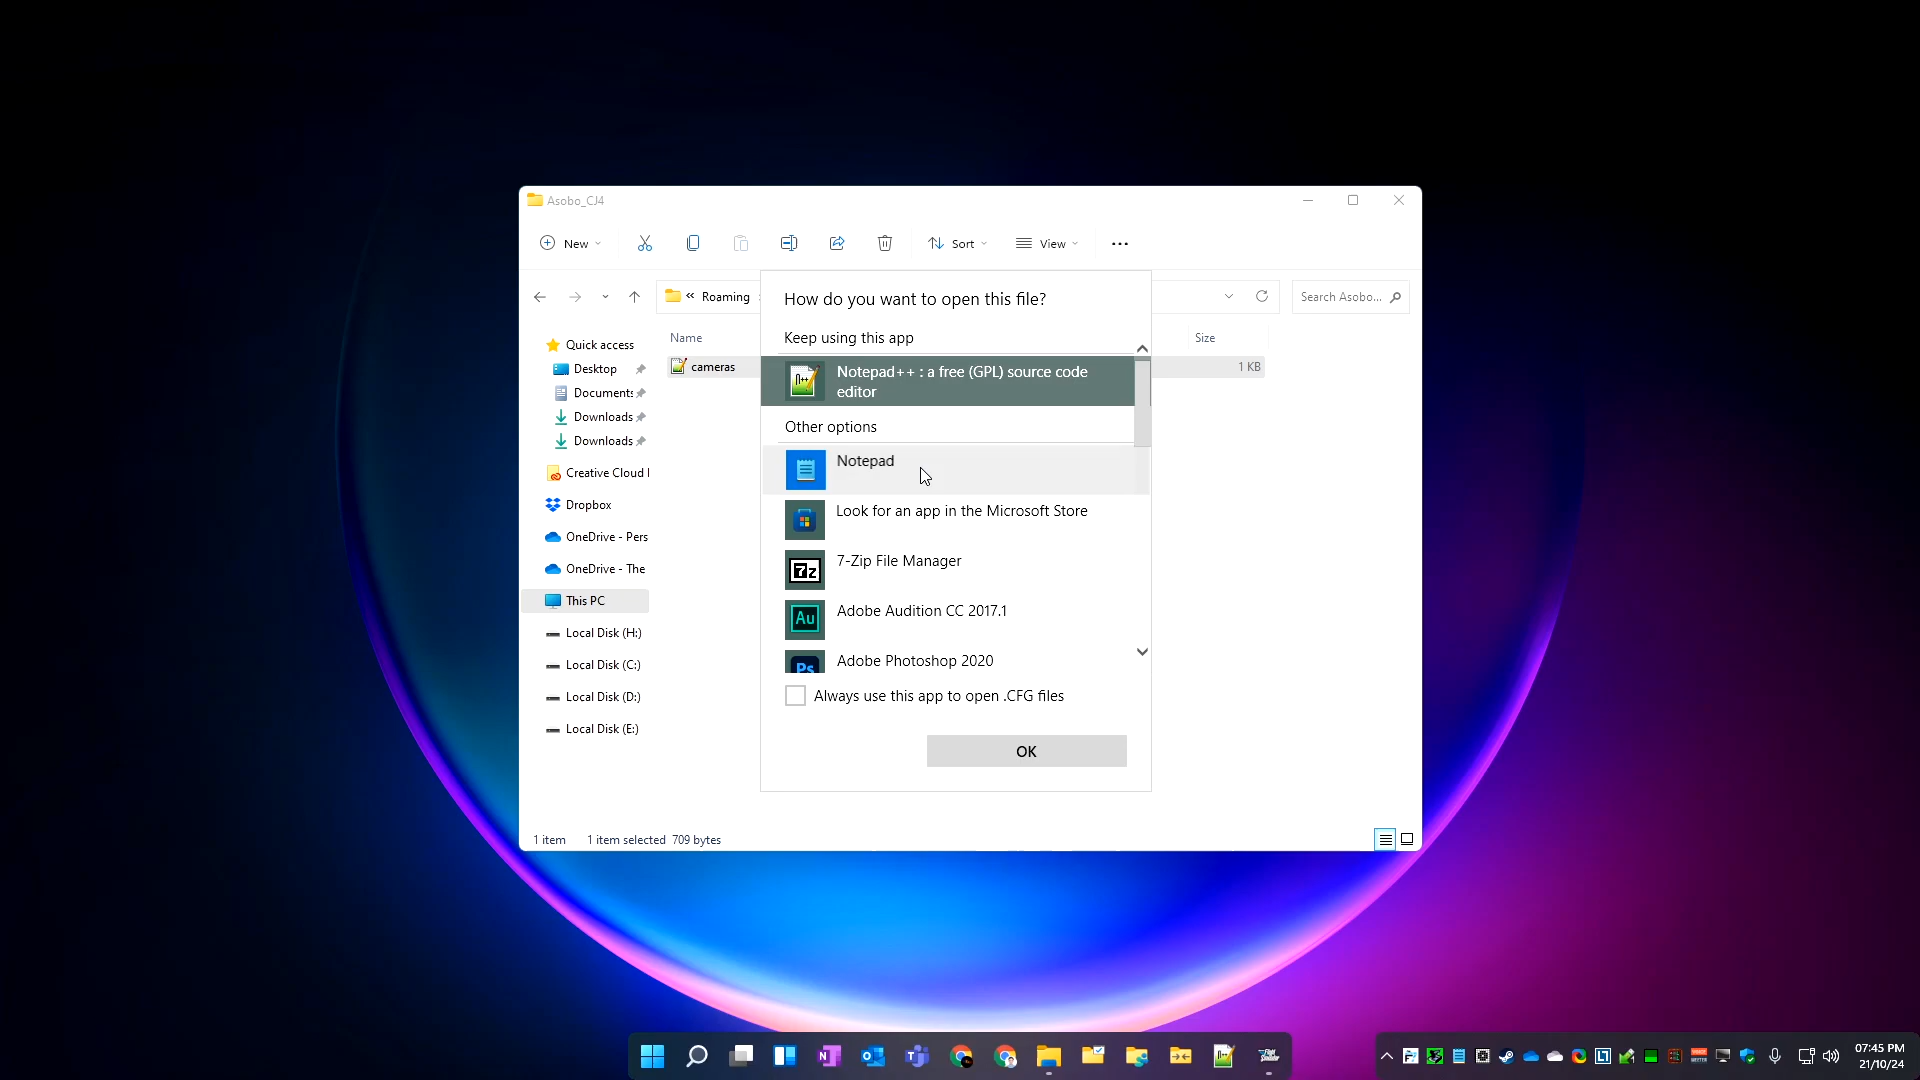 Asobo_CJ4
New
Sort
View
« Roaming
Search Asobo...
Name
Size
cameras
1 KB
Quick access
Desktop
Documents
Downloads
Downloads
Creative Cloud
Dropbox
OneDrive - Pers
OneDrive - The
This PC
Local Disk (H:)
Local Disk (C:)
Local Disk (D:)
Local Disk (E:)
How do you want to open this file?
Keep using this app
Notepad++ : a free (GPL) source code
editor
Other options
Notepad
Look for an app in the Microsoft Store
7z
7-Zip File Manager
Au
Adobe Audition CC 2017.1
Ps
Adobe Photoshop 2020
Always use this app to open .CFG files
OK
1 item
1 item selected 709 bytes
07:45 PM
21/10/24